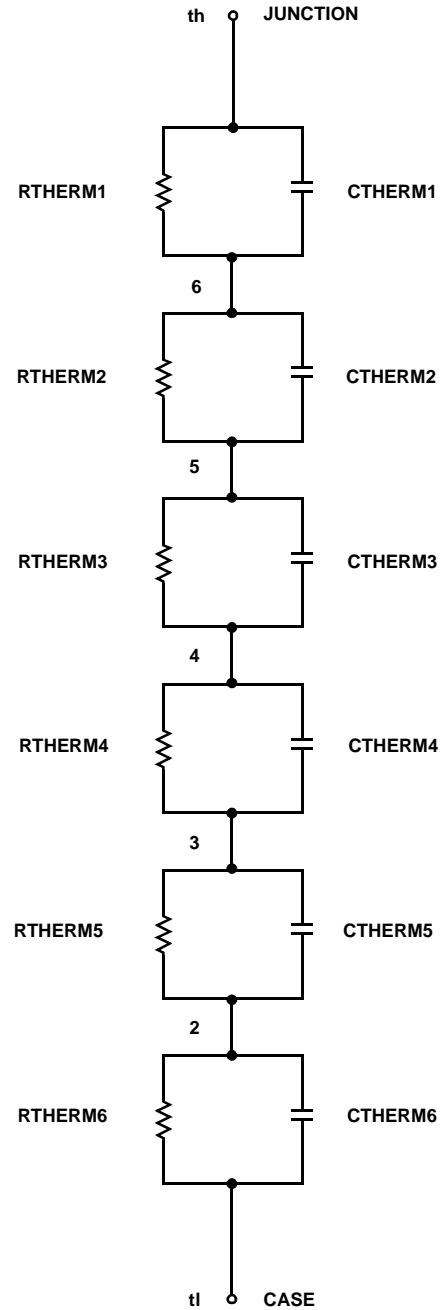 th JUNCTION
RTHERM1 CTHERM1
6
RTHERM2 CTHERM2
5
RTHERM3 CTHERM3
4
RTHERM4 CTHERM4
3
RTHERM5 CTHERM5
2
RTHERM6 CTHERM6
tl CASE